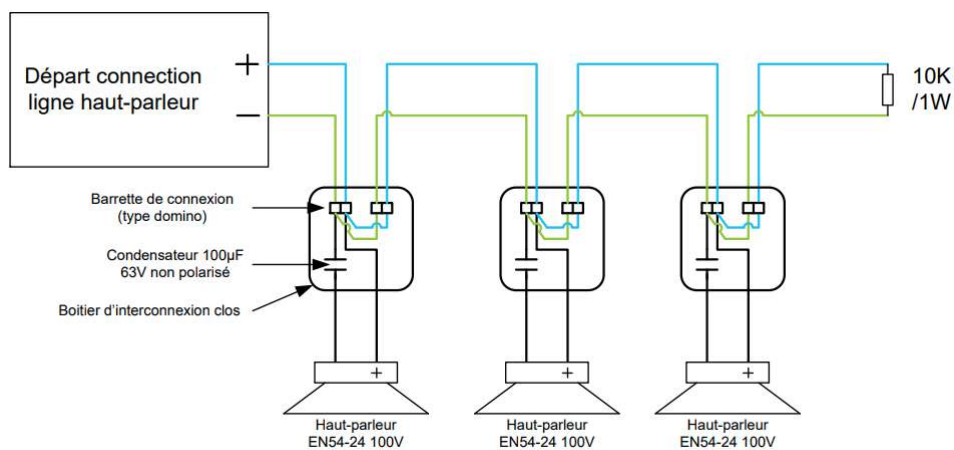 Départ connection
ligne haut-parleur
+
−
10K
/1W
Barrette de connexion
(type domino)
Condensateur 100µF
63V non polarisé
Boitier d'interconnexion clos
+
+
+
Haut-parleur
EN54-24 100V
Haut-parleur
EN54-24 100V
Haut-parleur
EN54-24 100V